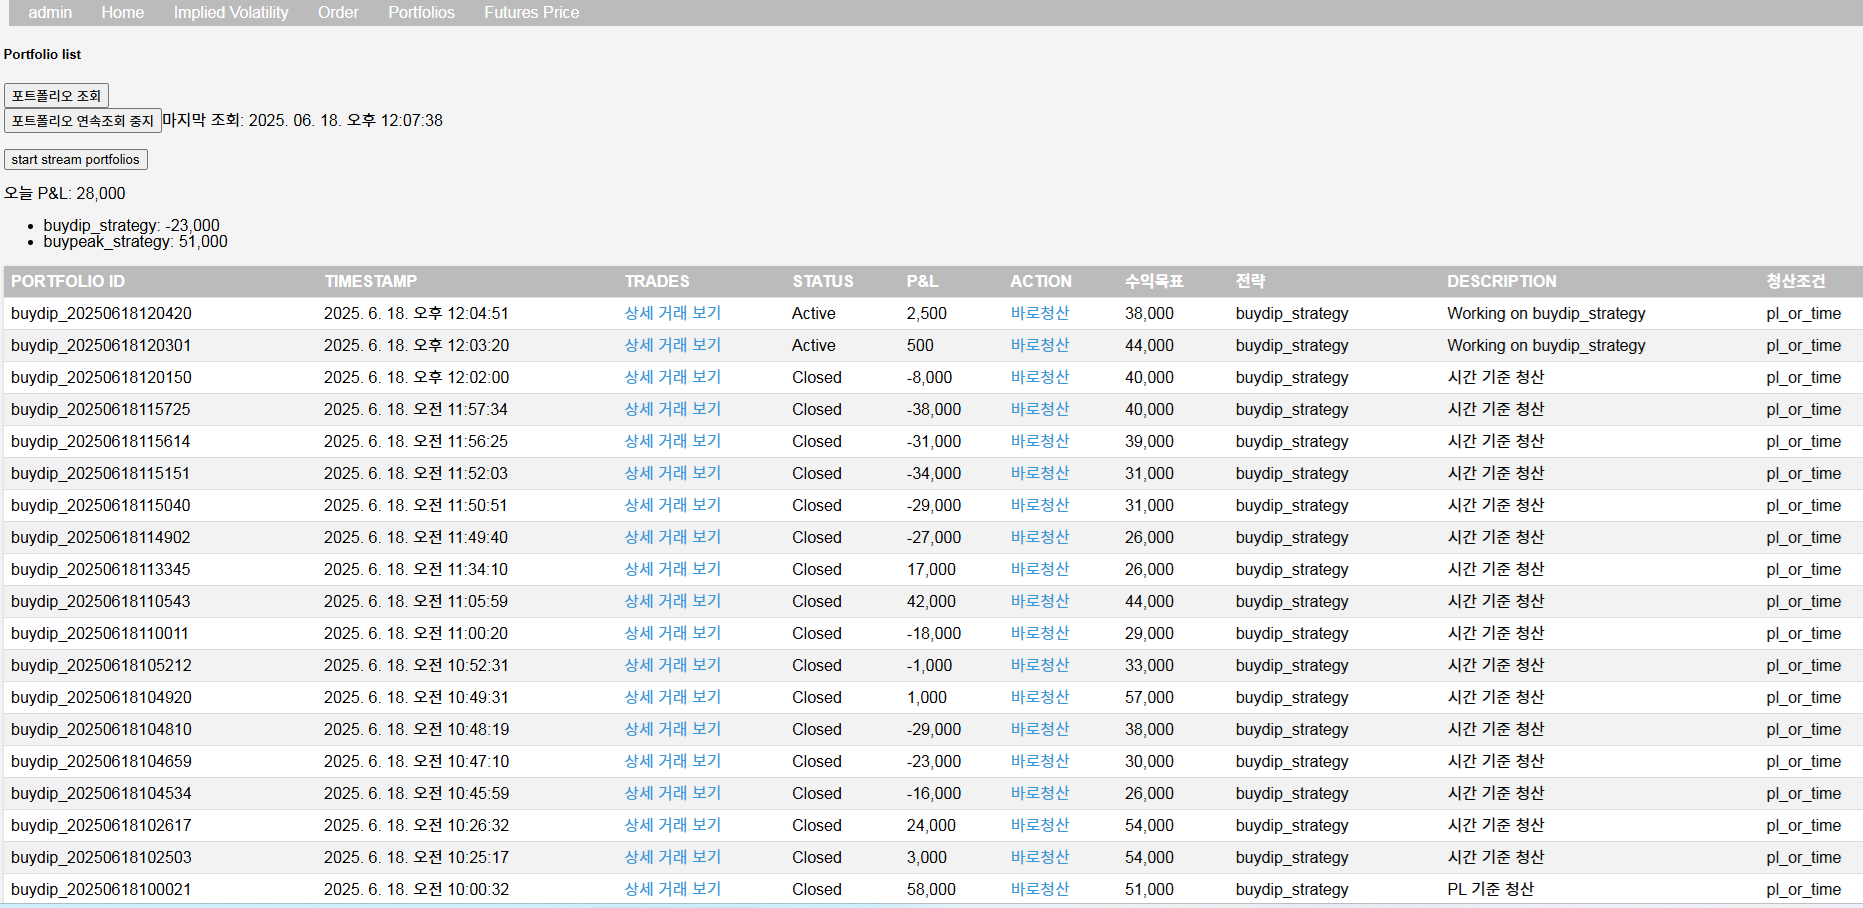 admin Home Implied Volatility Order Portfolios Futures Price
Portfolio list
포트폴리오 조회
포트폴리오 연속조회 중지 마지막 조회: 2025. 06. 18. 오후 12:07:38
start stream portfolios
오늘 P&L: 28,000
• buydip_strategy: -23,000
• buypeak_strategy: 51,000
PORTFOLIO ID TIMESTAMP TRADES STATUS P&L ACTION 수익목표 전략 DESCRIPTION 청산조건
buydip_20250618120420 2025. 6. 18. 오후 12:04:51 상세 거래 보기 Active 2,500 바로청산 38,000 buydip_strategy Working on buydip_strategy pl_or_time
buydip_20250618120301 2025. 6. 18. 오후 12:03:20 상세 거래 보기 Active 500 바로청산 44,000 buydip_strategy Working on buydip_strategy pl_or_time
buydip_20250618120150 2025. 6. 18. 오후 12:02:00 상세 거래 보기 Closed -8,000 바로청산 40,000 buydip_strategy 시간 기준 청산 pl_or_time
buydip_20250618115725 2025. 6. 18. 오전 11:57:34 상세 거래 보기 Closed -38,000 바로청산 40,000 buydip_strategy 시간 기준 청산 pl_or_time
buydip_20250618115614 2025. 6. 18. 오전 11:56:25 상세 거래 보기 Closed -31,000 바로청산 39,000 buydip_strategy 시간 기준 청산 pl_or_time
buydip_20250618115151 2025. 6. 18. 오전 11:52:03 상세 거래 보기 Closed -34,000 바로청산 31,000 buydip_strategy 시간 기준 청산 pl_or_time
buydip_20250618115040 2025. 6. 18. 오전 11:50:51 상세 거래 보기 Closed -29,000 바로청산 31,000 buydip_strategy 시간 기준 청산 pl_or_time
buydip_20250618114902 2025. 6. 18. 오전 11:49:40 상세 거래 보기 Closed -27,000 바로청산 26,000 buydip_strategy 시간 기준 청산 pl_or_time
buydip_20250618113345 2025. 6. 18. 오전 11:34:10 상세 거래 보기 Closed 17,000 바로청산 26,000 buydip_strategy 시간 기준 청산 pl_or_time
buydip_20250618110543 2025. 6. 18. 오전 11:05:59 상세 거래 보기 Closed 42,000 바로청산 44,000 buydip_strategy 시간 기준 청산 pl_or_time
buydip_20250618110011 2025. 6. 18. 오전 11:00:20 상세 거래 보기 Closed -18,000 바로청산 29,000 buydip_strategy 시간 기준 청산 pl_or_time
buydip_20250618105212 2025. 6. 18. 오전 10:52:31 상세 거래 보기 Closed -1,000 바로청산 33,000 buydip_strategy 시간 기준 청산 pl_or_time
buydip_20250618104920 2025. 6. 18. 오전 10:49:31 상세 거래 보기 Closed 1,000 바로청산 57,000 buydip_strategy 시간 기준 청산 pl_or_time
buydip_20250618104810 2025. 6. 18. 오전 10:48:19 상세 거래 보기 Closed -29,000 바로청산 38,000 buydip_strategy 시간 기준 청산 pl_or_time
buydip_20250618104659 2025. 6. 18. 오전 10:47:10 상세 거래 보기 Closed -23,000 바로청산 30,000 buydip_strategy 시간 기준 청산 pl_or_time
buydip_20250618104534 2025. 6. 18. 오전 10:45:59 상세 거래 보기 Closed -16,000 바로청산 26,000 buydip_strategy 시간 기준 청산 pl_or_time
buydip_20250618102617 2025. 6. 18. 오전 10:26:32 상세 거래 보기 Closed 24,000 바로청산 54,000 buydip_strategy 시간 기준 청산 pl_or_time
buydip_20250618102503 2025. 6. 18. 오전 10:25:17 상세 거래 보기 Closed 3,000 바로청산 54,000 buydip_strategy 시간 기준 청산 pl_or_time
buydip_20250618100021 2025. 6. 18. 오전 10:00:32 상세 거래 보기 Closed 58,000 바로청산 51,000 buydip_strategy PL 기준 청산 pl_or_time